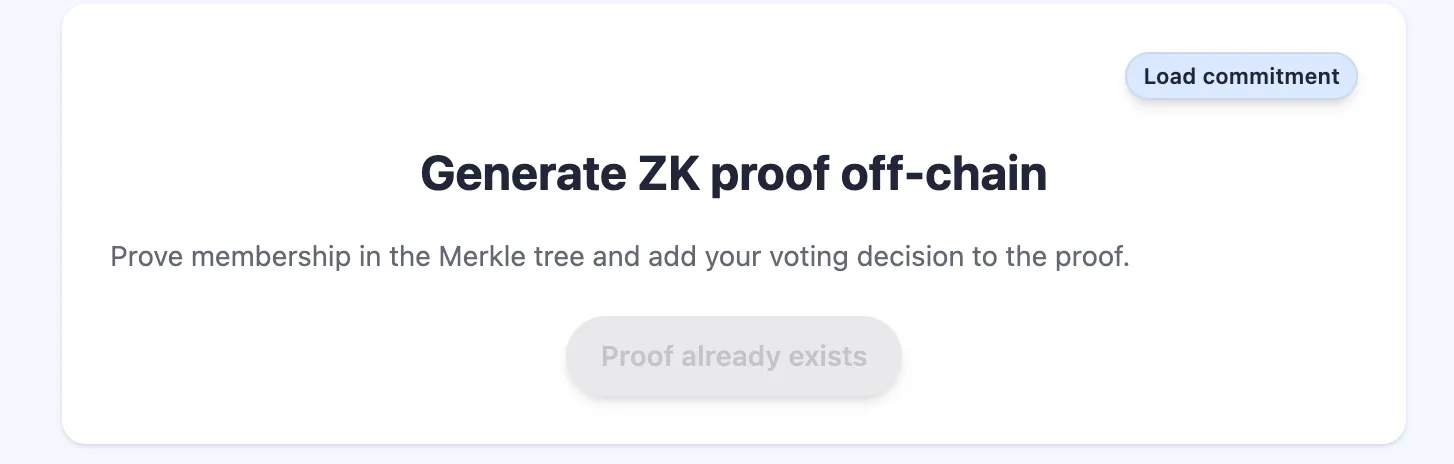 Load commitment
Generate ZK proof off-chain
Prove membership in the Merkle tree and add your voting decision to the proof.
Proof already exists